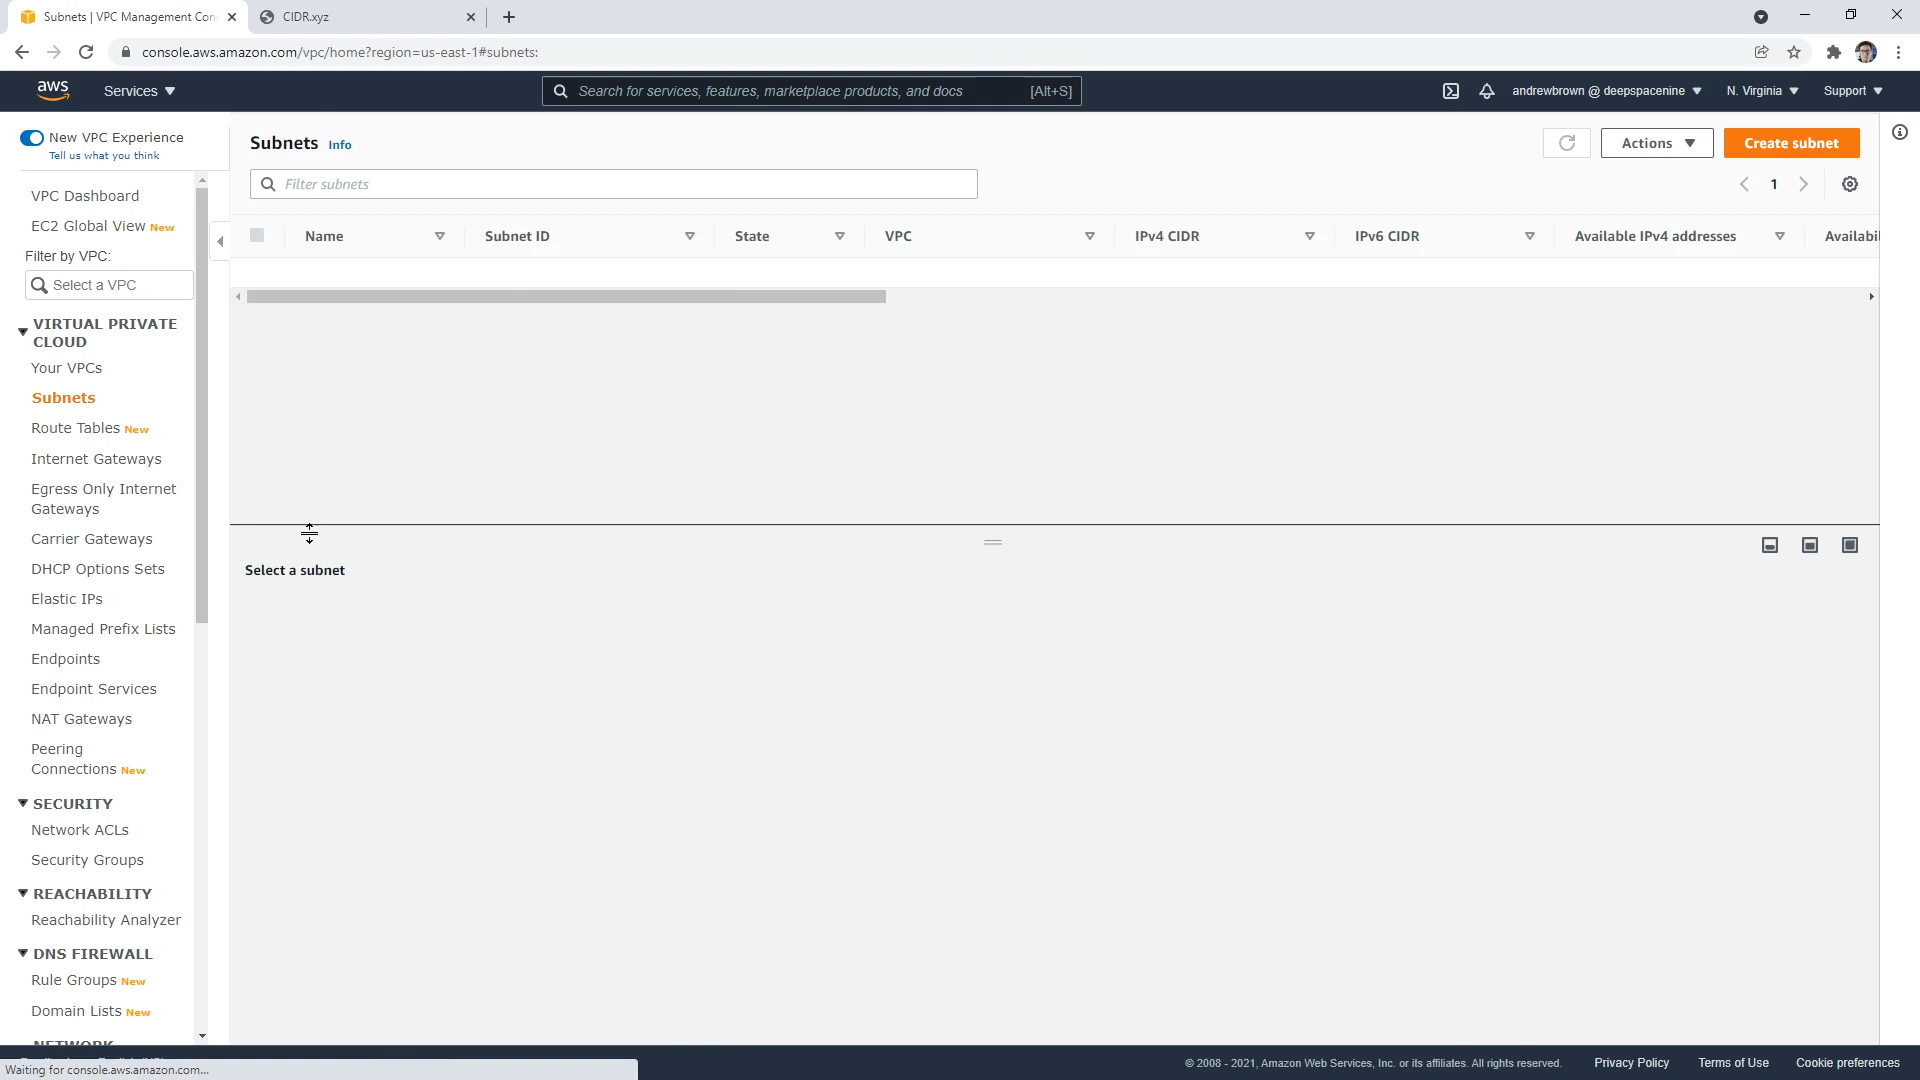 Subnets | VPC Management Con
CIDR.xyz
console.aws.amazon.com/vpc/home?region=us-east-1#subnets:
aws
Services
Search for services, features, marketplace products, and docs
[Alt+S]
andrewbrown @ deepspacenine
N. Virginia
Support
New VPC Experience
Tell us what you think
VPC Dashboard
EC2 Global View New
Filter by VPC:
Select a VPC
VIRTUAL PRIVATE
CLOUD
Your VPCs
Subnets
Route Tables New
Internet Gateways
Egress Only Internet
Gateways
Carrier Gateways
DHCP Options Sets
Elastic IPs
Managed Prefix Lists
Endpoints
Endpoint Services
NAT Gateways
Peering
Connections New
SECURITY
Network ACLs
Security Groups
REACHABILITY
Reachability Analyzer
DNS FIREWALL
Rule Groups New
Domain Lists New
NETWORK
Subnets Info
Actions
Create subnet
Filter subnets
1
Name
Subnet ID
State
VPC
IPv4 CIDR
IPv6 CIDR
Available IPv4 addresses
Availabil
Select a subnet
Waiting for console.aws.amazon.com...
© 2008 - 2021, Amazon Web Services, Inc. or its affiliates. All rights reserved.
Privacy Policy
Terms of Use
Cookie preferences